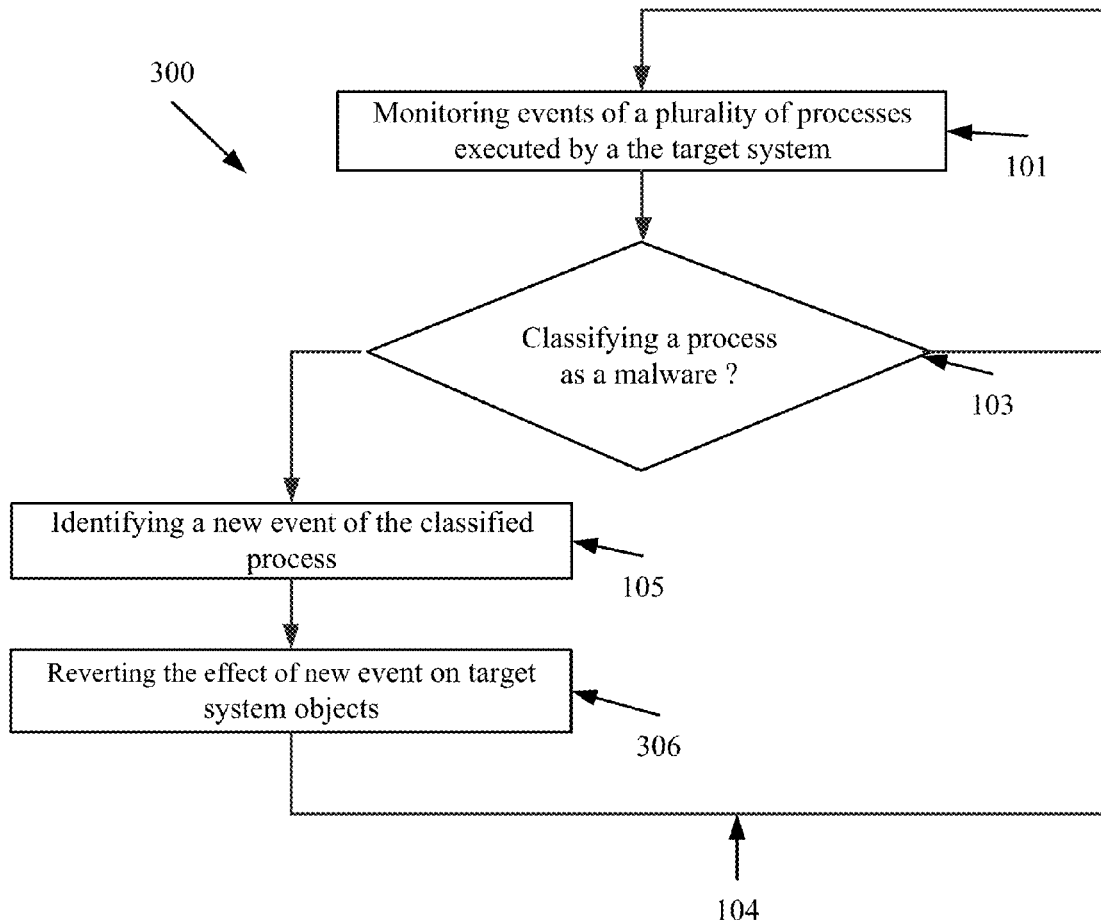 300
Monitoring events of a plurality of processes
executed by a the target system
101
Classifying a process
as a malware ?
103
Identifying a new event of the classified
process
105
Reverting the effect of new event on target
system objects
306
104